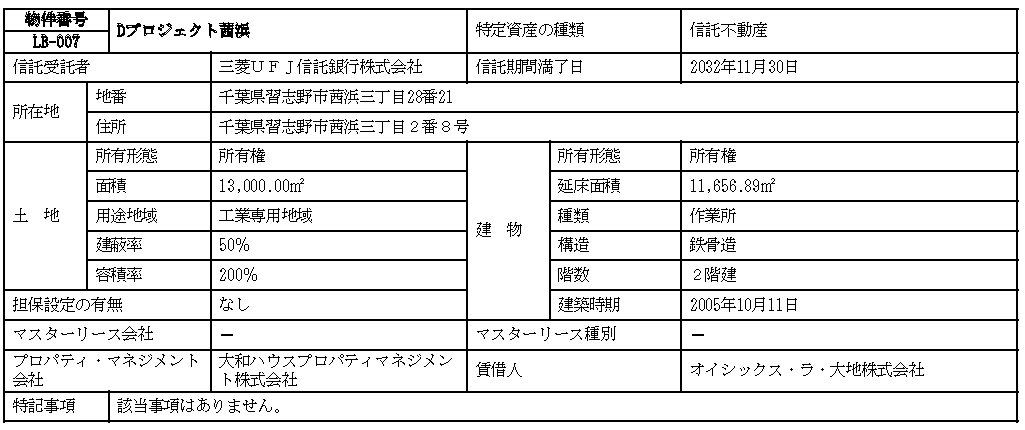 物件番号
LB-007
Dプロジェクト茜浜
特定資産の種類
信託不動産
信託受託者
三菱ＵＦＪ信託銀行株式会社
信託期間満了日
2032年11月30日
所在地
地番
千葉県習志野市茜浜三丁目28番21
住所
千葉県習志野市茜浜三丁目２番８号
土　地
所有形態
所有権
建　物
所有形態
所有権
面積
13,000.00㎡
延床面積
11,656.89㎡
用途地域
工業専用地域
種類
作業所
建蔽率
50%
構造
鉄骨造
容積率
200%
階数
２階建
担保設定の有無
なし
建築時期
2005年10月11日
マスターリース会社
－
マスターリース種別
－
プロパティ・マネジメント
会社
大和ハウスプロパティマネジメン
ト株式会社
賃借人
オイシックス・ラ・大地株式会社
特記事項
該当事項はありません。